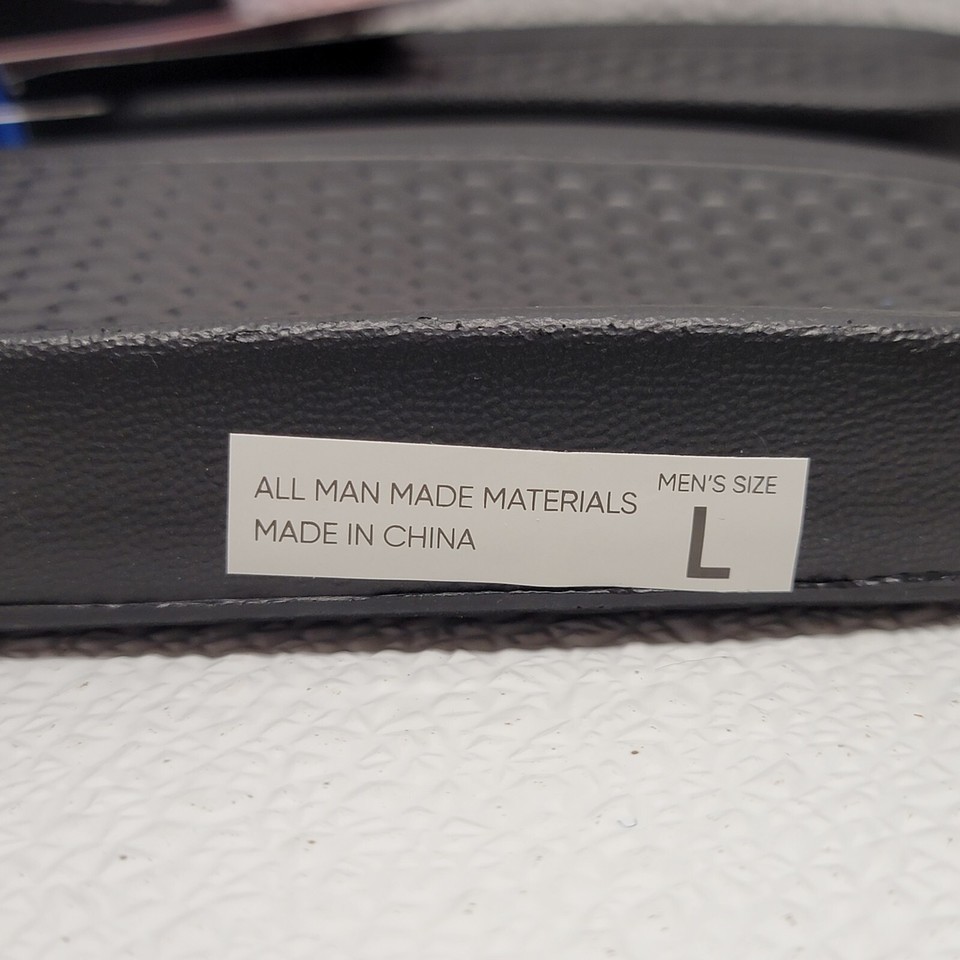 ALL MAN MADE MATERIALS
MADE IN CHINA
MEN'S SIZE
L